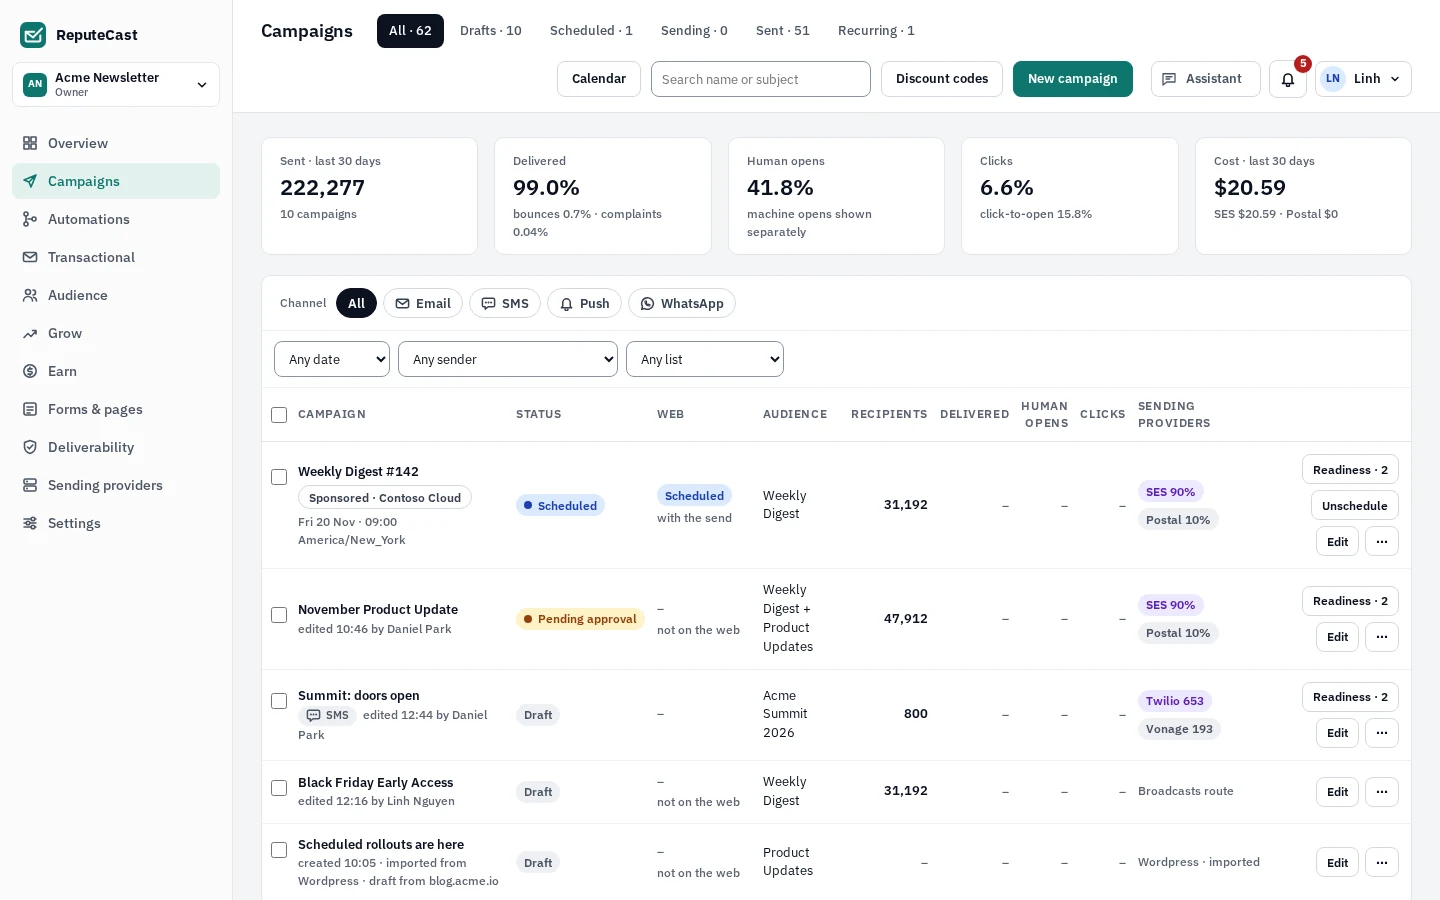 ReputeCast
AN
Acme Newsletter
Owner
Overview
Campaigns
Automations
Transactional
Audience
Grow
Earn
Forms & pages
Deliverability
Sending providers
Settings
Campaigns
All · 62
Drafts · 10
Scheduled · 1
Sending · 0
Sent · 51
Recurring · 1
Calendar
Search name or subject
Discount codes
New campaign
Assistant
5
LN
Linh
Sent · last 30 days
222,277
10 campaigns
Delivered
99.0%
bounces 0.7% · complaints
0.04%
Human opens
41.8%
machine opens shown
separately
Clicks
6.6%
click-to-open 15.8%
Cost · last 30 days
$20.59
SES $20.59 · Postal $0
Channel
All
Email
SMS
Push
WhatsApp
Any date
Any sender
Any list
CAMPAIGN
STATUS
WEB
AUDIENCE
RECIPIENTS
DELIVERED
HUMAN
OPENS
CLICKS
SENDING
PROVIDERS
Weekly Digest #142
Sponsored · Contoso Cloud
Fri 20 Nov · 09:00
America/New_York
Scheduled
Scheduled
with the send
Weekly
Digest
31,192
–
–
–
SES 90%
Postal 10%
Readiness · 2
Unschedule
Edit
···
November Product Update
edited 10:46 by Daniel Park
Pending approval
–
not on the web
Weekly
Digest +
Product
Updates
47,912
–
–
–
SES 90%
Postal 10%
Readiness · 2
Edit
···
Summit: doors open
SMS edited 12:44 by Daniel
Park
Draft
–
Acme
Summit
2026
800
–
–
–
Twilio 653
Vonage 193
Readiness · 2
Edit
···
Black Friday Early Access
edited 12:16 by Linh Nguyen
Draft
–
not on the web
Weekly
Digest
31,192
–
–
–
Broadcasts route
Edit
···
Scheduled rollouts are here
created 10:05 · imported from
Wordpress · draft from blog.acme.io
Draft
–
not on the web
Product
Updates
–
–
–
–
Wordpress · imported
Edit
···